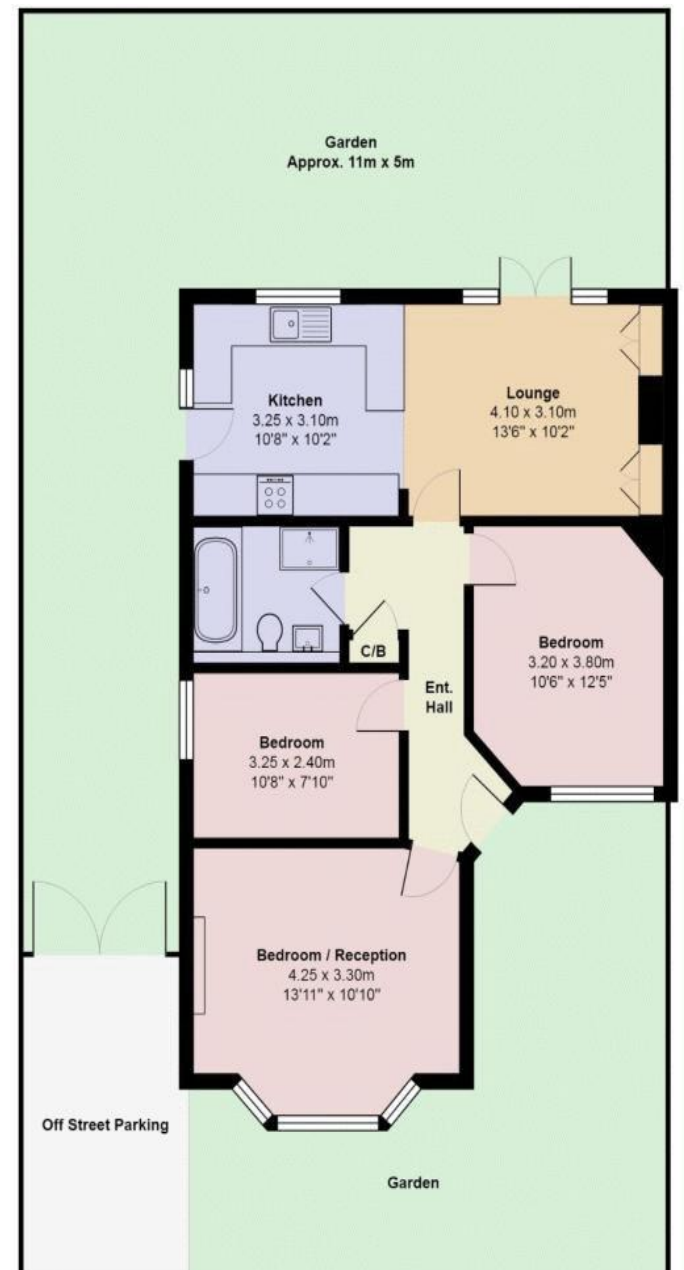 Garden
Approx. 11m x 5m
Kitchen
3.25 x 3.10m
10'8" x 10'2"
Lounge
4.10 x 3.10m
13'6" x 10'2"
C/B
Ent.
Hall
Bedroom
3.20 x 3.80m
10'6" x 12'5"
Bedroom
3.25 x 2.40m
10'8" x 7'10"
Bedroom / Reception
4.25 x 3.30m
13'11" x 10'10"
Off Street Parking
Garden